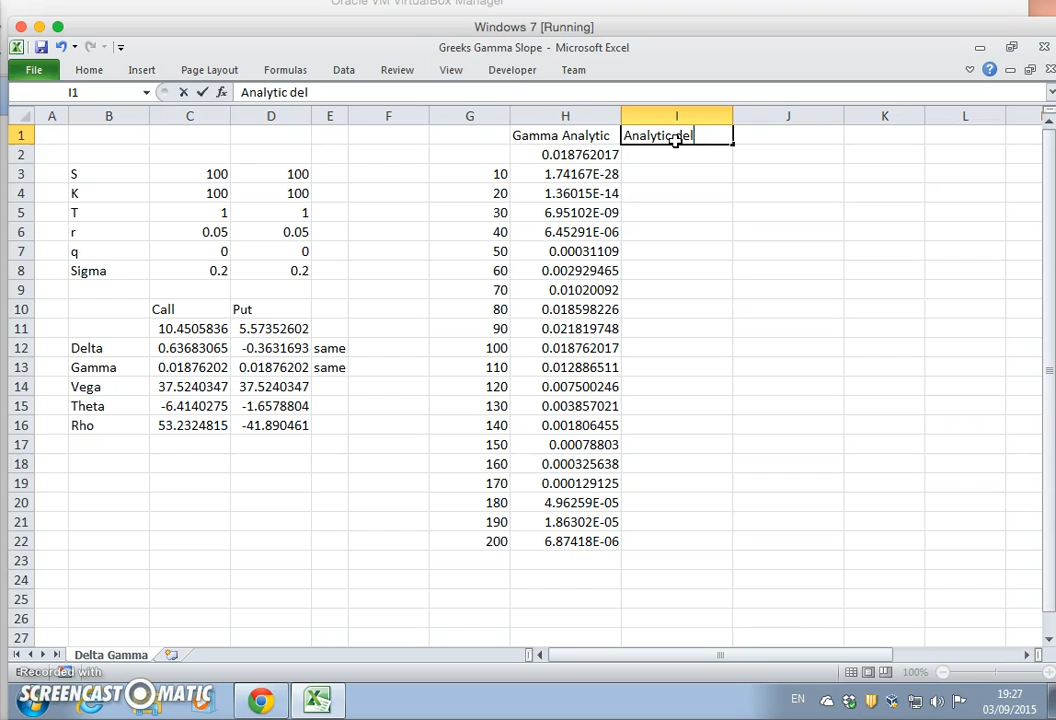 Oracle VM VirtualBox Manager
Windows 7 [Running]
Greeks Gamma Slope - Microsoft Excel
File Home Insert Page Layout Formulas Data Review View Developer Team
I1 fx Analytic del
A B C D E F G H I J K L
1 Gamma Analytic Analytic del
2 0.018762017
3 S 100 100 10 1.74167E-28
4 K 100 100 20 1.36015E-14
5 T 1 1 30 6.95102E-09
6 r 0.05 0.05 40 6.45291E-06
7 q 0 0 50 0.00031109
8 Sigma 0.2 0.2 60 0.002929465
9 70 0.01020092
10 Call Put 80 0.018598226
11 10.4505836 5.57352602 90 0.021819748
12 Delta 0.63683065 -0.3631693 same 100 0.018762017
13 Gamma 0.01876202 0.01876202 same 110 0.012886511
14 Vega 37.5240347 37.5240347 120 0.007500246
15 Theta -6.4140275 -1.6578804 130 0.003857021
16 Rho 53.2324815 -41.890461 140 0.001806455
17 150 0.00078803
18 160 0.000325638
19 170 0.000129125
20 180 4.96259E-05
21 190 1.86302E-05
22 200 6.87418E-06
23
24
25
26
27
Delta Gamma
Recorded with 100%
SCREENCAST MATIC EN 19:27
03/09/2015